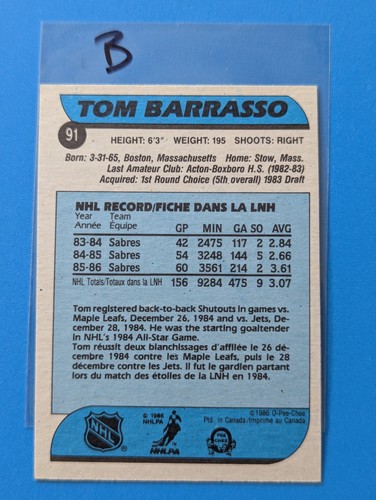 B
TOM BARRASSO
91
HEIGHT: 6'3" WEIGHT: 195 SHOOTS: RIGHT
Born: 3-31-65, Boston, Massachusetts Home: Stow, Mass.
Last Amateur Club: Acton-Boxboro H.S. (1982-83)
Acquired: 1st Round Choice (5th overall) 1983 Draft
NHL RECORD/FICHE DANS LA LNH
Year Team
Année Équipe GP MIN GA SO AVG
83-84 Sabres 42 2475 117 2 2.84
84-85 Sabres 54 3248 144 5 2.66
85-86 Sabres 60 3561 214 2 3.61
NHL Totals/Totaux dans la LNH 156 9284 475 9 3.07
Tom registered back-to-back Shutouts in games vs.
Maple Leafs, December 26, 1984 and vs. Jets, De-
cember 28, 1984. He was the starting goaltender
in NHL's 1984 All-Star Game.
Tom réussit deux blanchissages d'affilée le 26 dé-
cembre 1984 contre les Maple Leafs, puis le 28
décembre contre les Jets. Il fut le gardien partant
lors du match des étoiles de la LNH en 1984.
NHL
© 1986
NHLPA
NHLPA
O-PEE-CHEE
© 1986 O-Pee-Chee
Ptd. in Canada/Imprimé au Canada